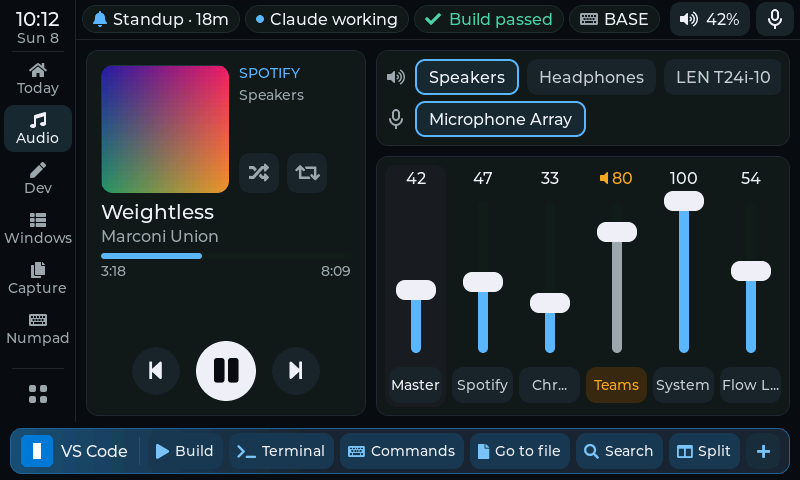 10:12
Sun 8
Standup · 18m
Claude working
Build passed
BASE
42%
Today
Audio
Dev
Windows
Capture
Numpad
SPOTIFY
Speakers
Weightless
Marconi Union
3:18
8:09
Speakers
Headphones
LEN T24i-10
Microphone Array
42
47
33
80
100
54
Master
Spotify
Chr...
Teams
System
Flow L...
VS Code
Build
Terminal
Commands
Go to file
Search
Split